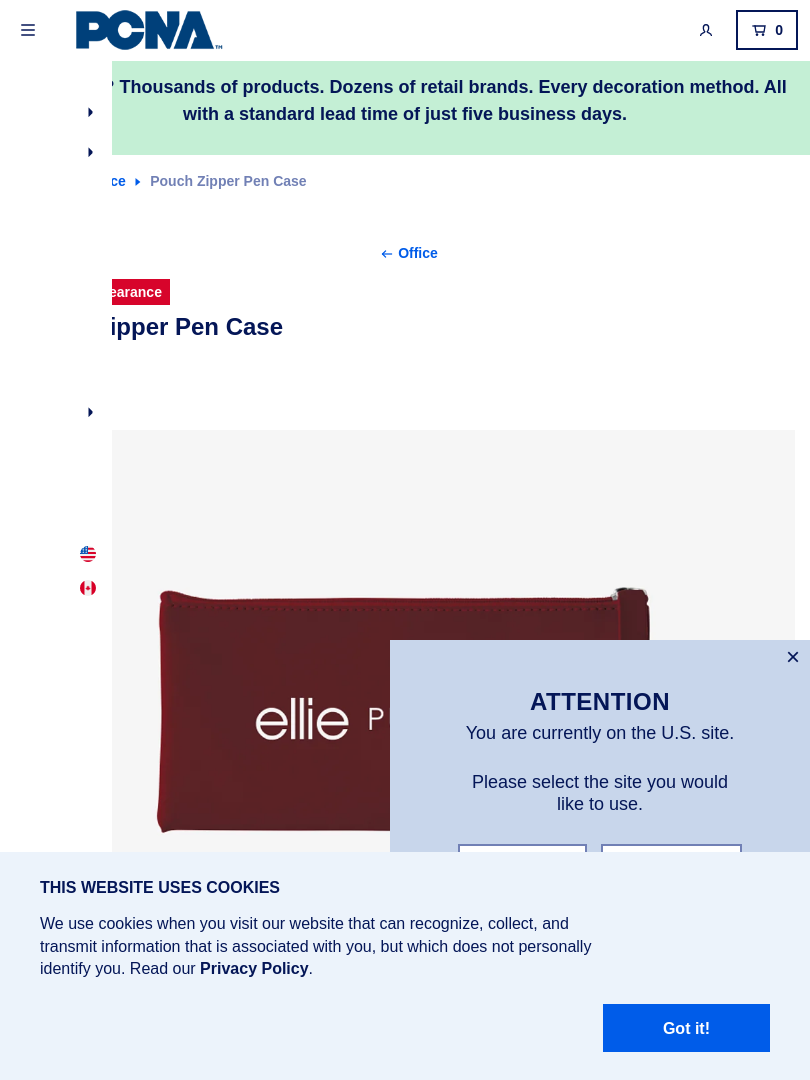 PCNA™
0
Thousands of products. Dozens of retail brands. Every decoration method. All
with a standard lead time of just five business days.
Pouch Zipper Pen Case
Office
Pen Case
ATTENTION
You are currently on the U.S. site.
Please select the site you would
like to use.
ellie
THIS WEBSITE USES COOKIES
We use cookies when you visit our website that can recognize, collect, and
transmit information that is associated with you, but which does not personally
identify you. Read our Privacy Policy.
Got it!